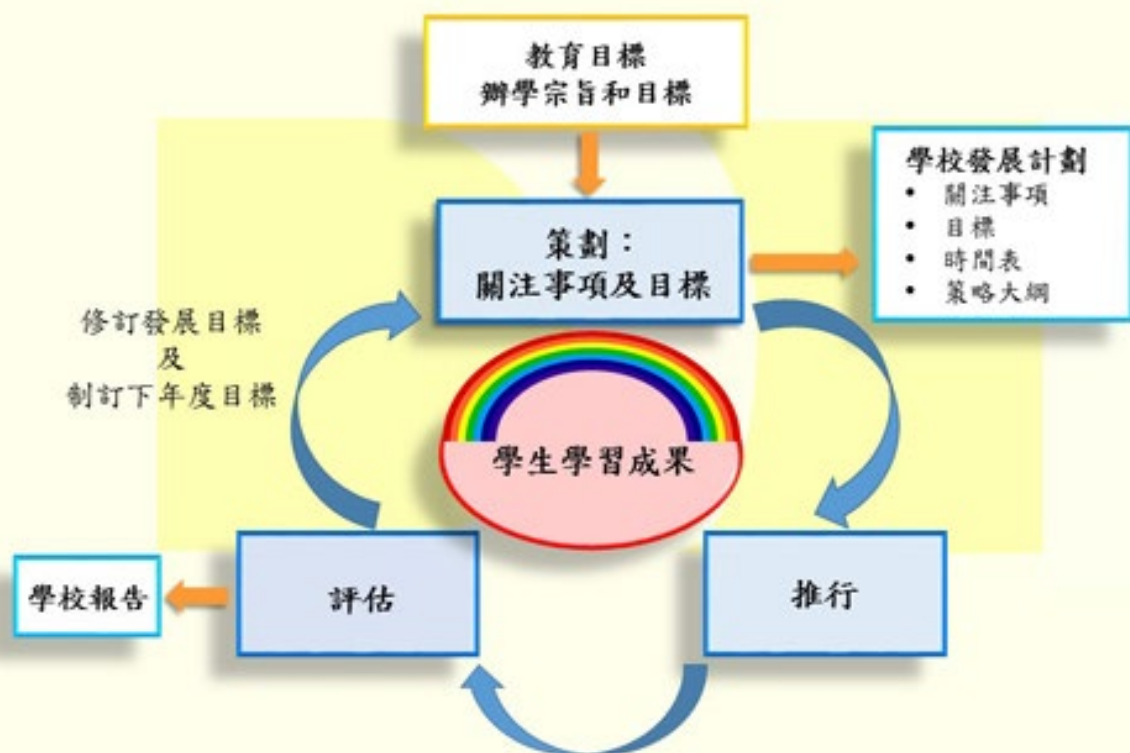 教育目標
辦學宗旨和目標
學校發展計劃
• 關注事項
• 目標
• 時間表
• 策略大綱
策劃：
關注事項及目標
修訂發展目標
及
制訂下年度目標
學生學習成果
學校報告
評估
推行